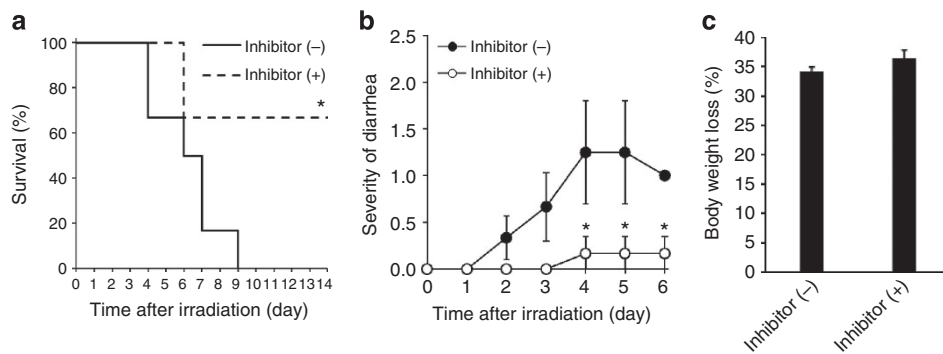 a
100
80
60
40
20
0
Survival (%)
Inhibitor (–)
Inhibitor (+)
*
0 1 2 3 4 5 6 7 8 9 10 11 12 13 14
Time after irradiation (day)
b
2.5
2.0
1.5
1.0
0.5
0.0
Severity of diarrhea
Inhibitor (–)
Inhibitor (+)
* * *
0 1 2 3 4 5 6
Time after irradiation (day)
c
40
35
30
35
20
15
10
5
0
Body weight loss (%)
Inhibitor (–)
Inhibitor (+)